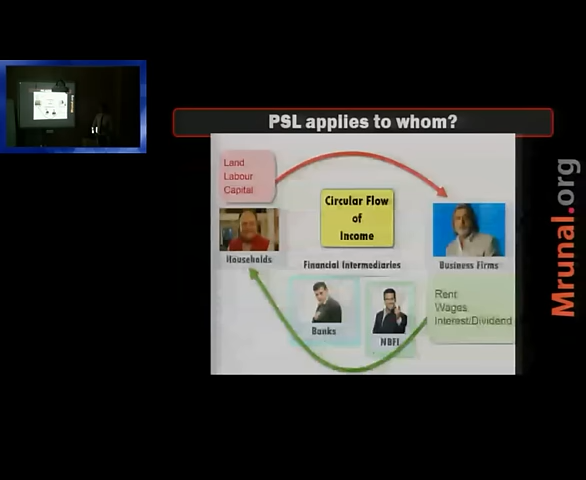 PSL applies to whom?
Land
Labour
Capital
Circular Flow
of
Income
Households
Financial Intermediaries
Business Firms
Banks
NBFI
Rent
Wages
Interest/Dividend
Mrunal.org